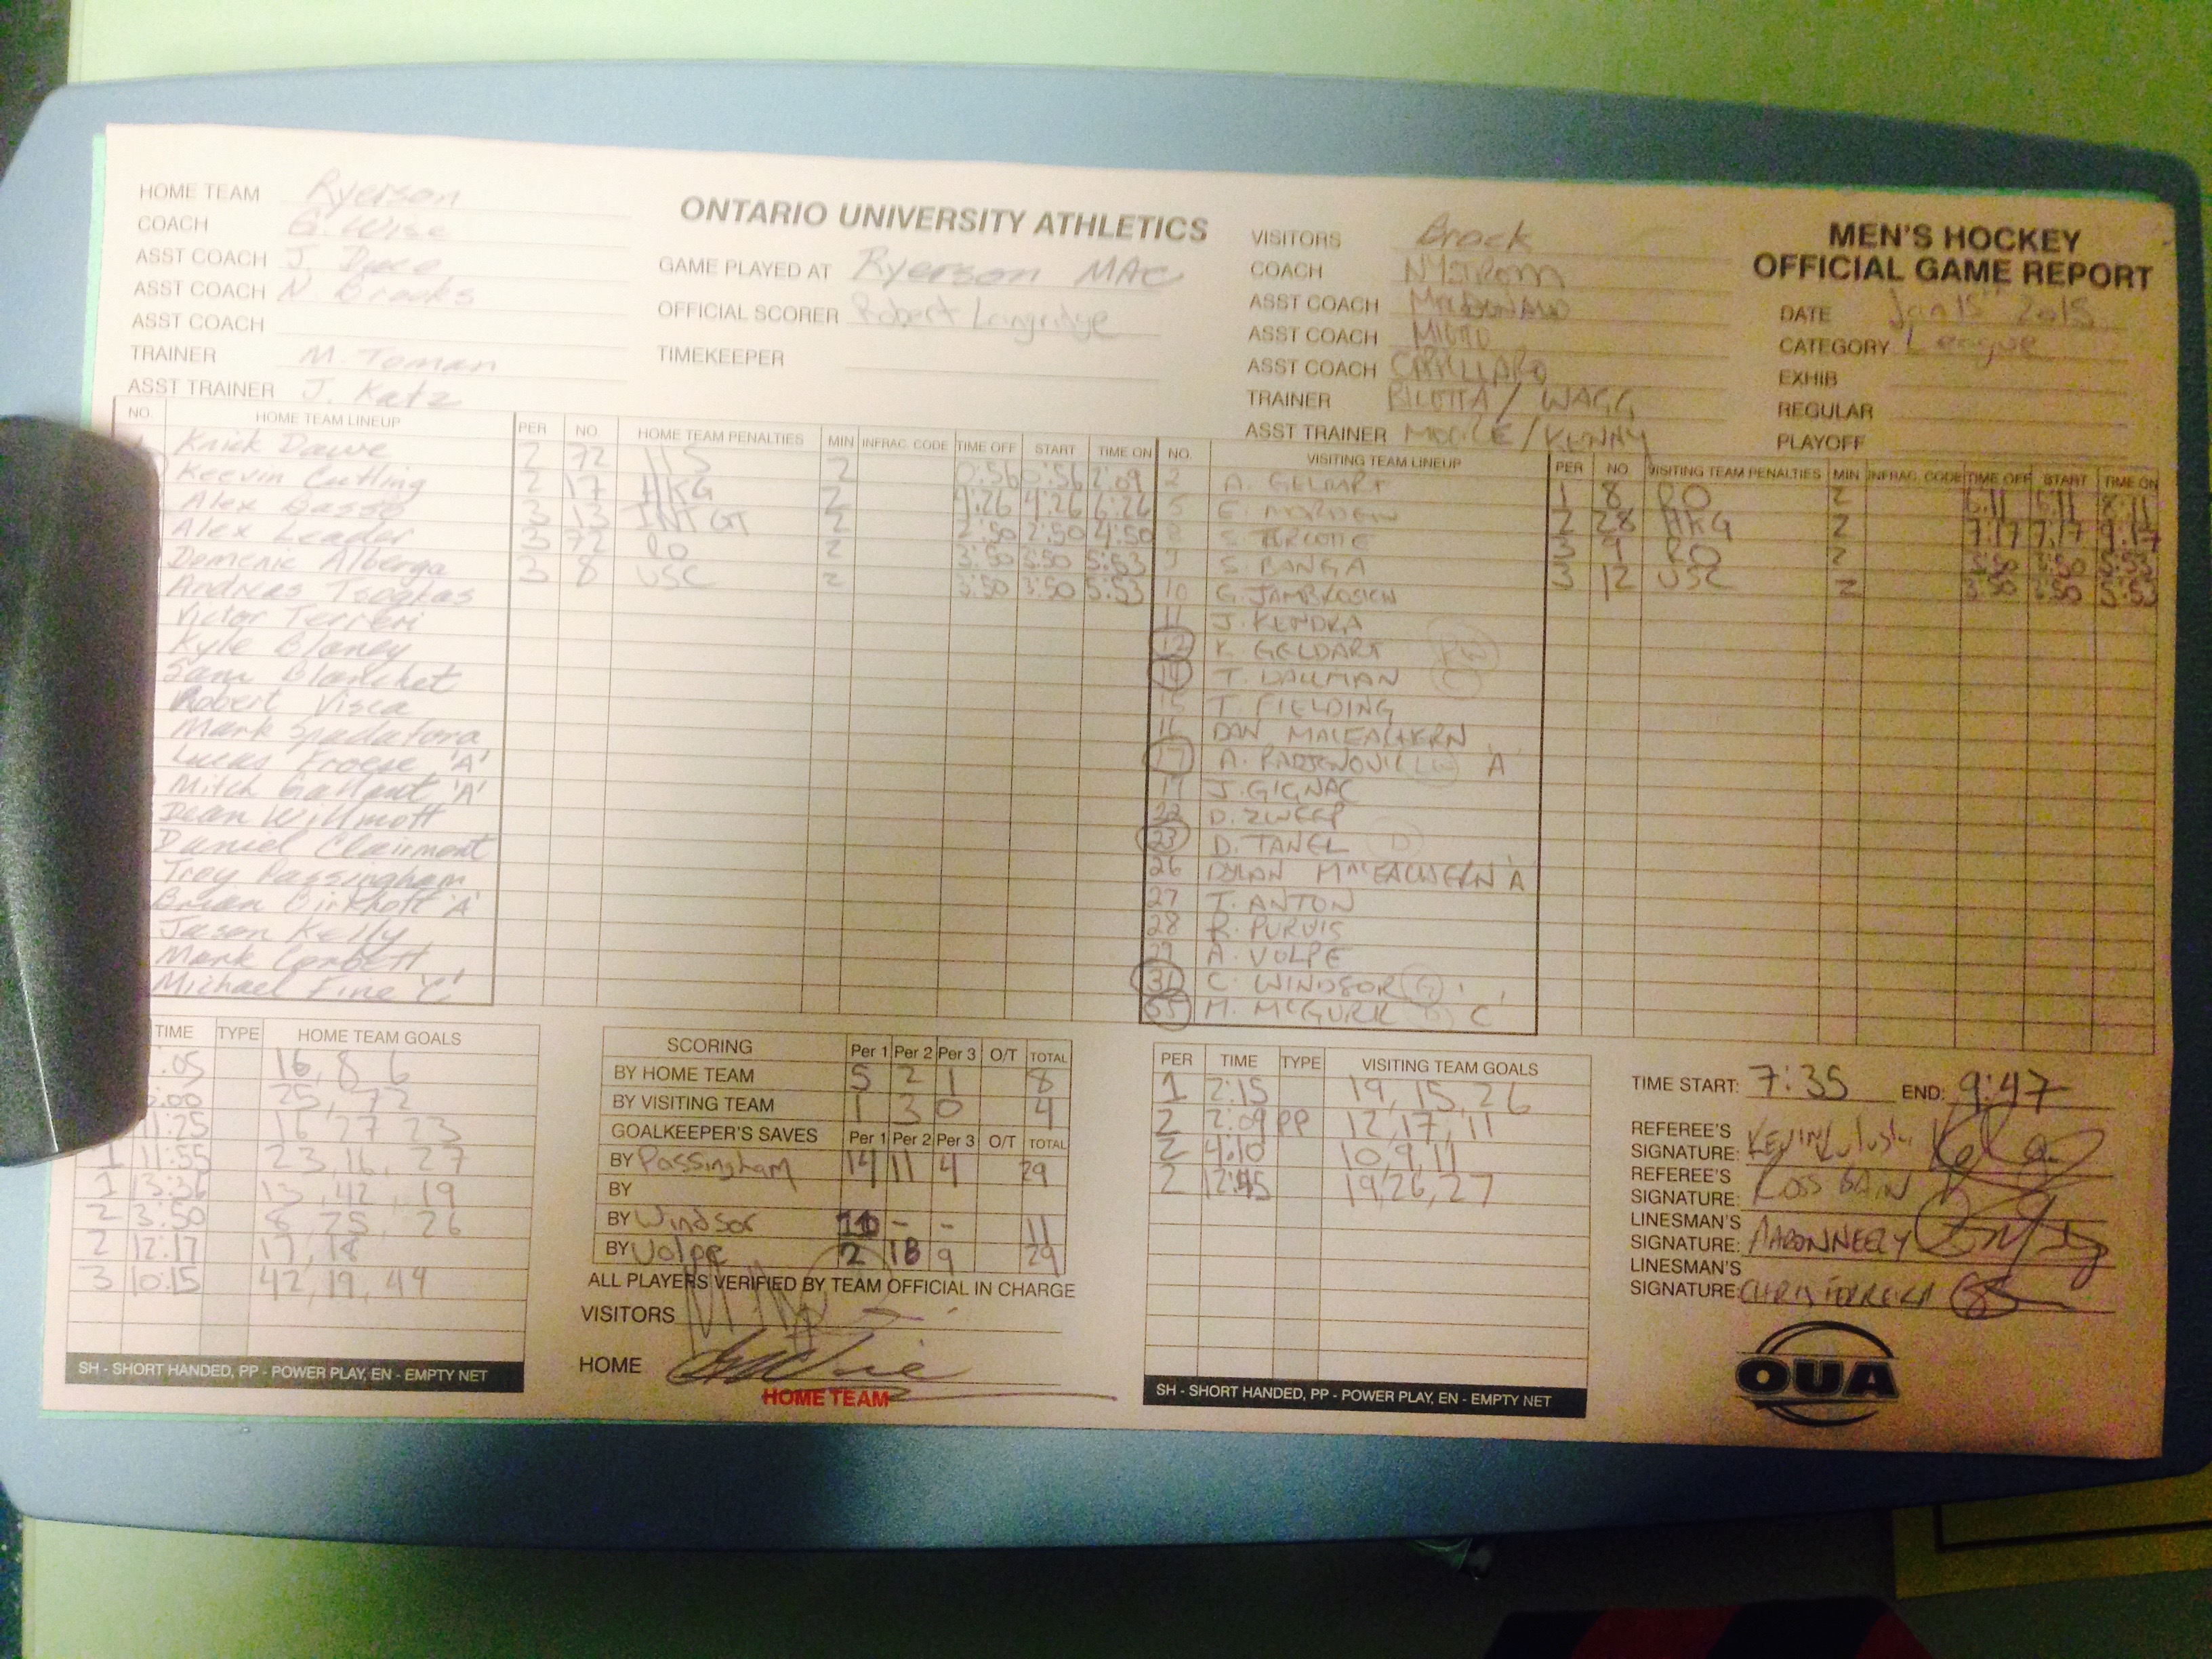 ONTARIO UNIVERSITY ATHLETICS
MEN'S HOCKEY
OFFICIAL GAME REPORT
HOME TEAM Ryerson
COACH G. Wise
ASST COACH J.
ASST COACH N. Brooks
ASST COACH
TRAINER M. Toman
ASST TRAINER J. Katz
GAME PLAYED AT Ryerson MAC
OFFICIAL SCORER Robert Langridge
TIMEKEEPER
VISITORS Brock
COACH NYSTROM
ASST COACH MACDONALD
ASST COACH
ASST COACH
TRAINER BILOTTA / WAGG
ASST TRAINER / KENNY
DATE Jan 15th 2015
CATEGORY League
EXHIB
REGULAR
PLAYOFF
NO. HOME TEAM LINEUP
Knick Dawe
Keevin Cutting
Alex Basso
Alex Leader
Domenic Alberga
Andreas Tsogkas
Victor Terreri
Kyle Blaney
Sam Blanchet
Robert Visca
Mark Spadafora
Lucas Froese 'A'
Mitch Gallant 'A'
Dean Willmott
Daniel Clairmont
Troy Passingham
Brian Birkhoff 'A'
Jason Kelly
Mark Corbett
Michael Fine 'C'
PER NO. HOME TEAM PENALTIES MIN INFRAC. CODE TIME OFF START TIME ON
2 72 2 0:56 0:56 2:09
2 17 HKG 2 4:26 4:26 6:26
3 13 INT GT 2 2:50 2:50 4:50
3 72 RO 2 3:50 3:50 5:53
3 8 USC 2 3:50 3:50 5:53
NO. VISITING TEAM LINEUP
2 A. GELDART
5 E.
8 S. TURCOTTE
9 S. BANGA
10 G. JAMBROSICH
11 J. KENDRA
12 K. GELDART
14 T. DALLMAN C
15 T. FIELDING
16 DAN MACEACHERN
17 A. A
19 J. GIGNAC
22 D. ZWEEP
23 D. TANEL D
26 DYLAN MACEACHERN A
27 T. ANTON
28 R. PURVIS
29 A. VOLPE
31 C. WINDSOR G
55 M. MCGURK D C
PER NO. VISITING TEAM PENALTIES MIN INFRAC. CODE TIME OFF START TIME ON
1 8 RO 2 6:11 6:11 8:11
2 28 HKG 2 7:17 7:17 9:17
3 9 RO 2 3:50 3:50 5:53
3 12 USC 2 3:50 3:50 5:53
TIME TYPE HOME TEAM GOALS
:05 16, 8, 6
:00 25, 72
11:25 16, 27, 23
1 11:55 23, 16, 27
1 13:36 13, 42, 19
2 3:50 8, 25, 26
2 12:17 17, 18
3 10:15 42, 19, 49
SH - SHORT HANDED, PP - POWER PLAY, EN - EMPTY NET
SCORING Per 1 Per 2 Per 3 O/T TOTAL
BY HOME TEAM 5 2 1 8
BY VISITING TEAM 1 3 0 4
GOALKEEPER'S SAVES Per 1 Per 2 Per 3 O/T TOTAL
BY Passingham 14 11 4 29
BY
BY Windsor 11 - - 11
BY Volpe 2 18 9 29
ALL PLAYERS VERIFIED BY TEAM OFFICIAL IN CHARGE
VISITORS
HOME
HOME TEAM
PER TIME TYPE VISITING TEAM GOALS
1 2:15 19, 15, 26
2 2:09 PP 12, 17, 11
2 4:10 10, 9, 11
2 12:45 19, 26, 27
SH - SHORT HANDED, PP - POWER PLAY, EN - EMPTY NET
TIME START: 7:35 END: 9:47
REFEREE'S
SIGNATURE: KEVIN
REFEREE'S
SIGNATURE: ROSS BAIN
LINESMAN'S
SIGNATURE: AARON NEELY
LINESMAN'S
SIGNATURE: CHRIS FERREIRA
OUA